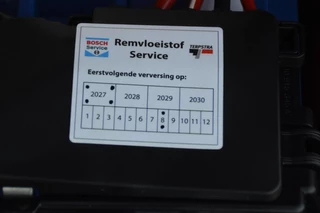 BOSCH
Service
Remvloeistof
Service
TERPSTRA
Eerstvolgende verversing op:
2027 2028 2029 2030
1 2 3 4 5 6 7 8 9 10 11 12